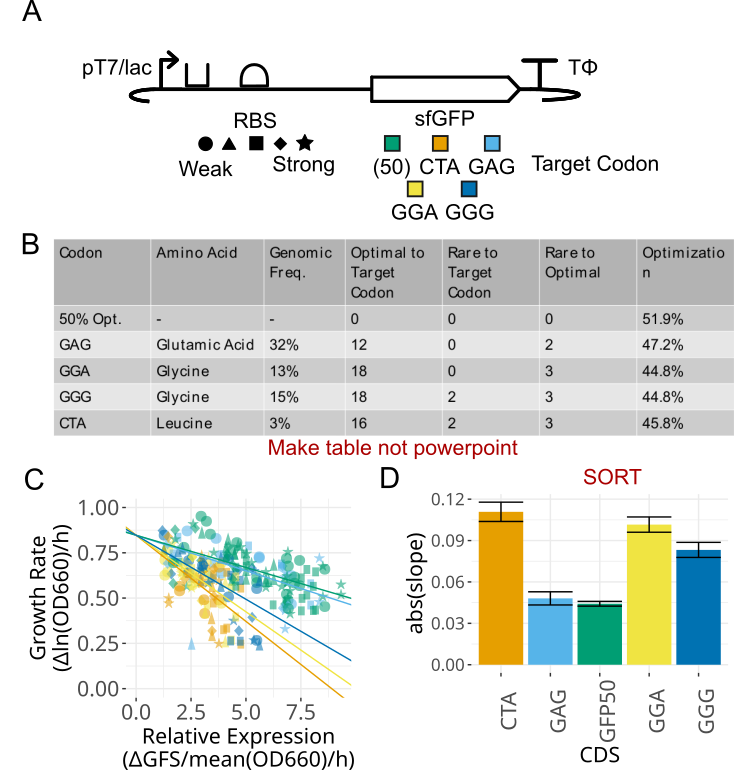 A
pT7/lac
TΦ
RBS
sfGFP
Weak
Strong
(50) CTA GAG
Target Codon
GGA GGG
B
Codon Amino Acid Genomic Freq. Optimal to Target Codon Rare to Target Codon Rare to Optimal Optimizatio n
50% Opt. - - 0 0 0 51.9%
GAG Glutamic Acid 32% 12 0 2 47.2%
GGA Glycine 13% 18 0 3 44.8%
GGG Glycine 15% 18 2 3 44.8%
CTA Leucine 3% 16 2 3 45.8%
Make table not powerpoint
C
1.00
0.75
0.50
0.25
0.00
Growth Rate
(Δln(OD660)/h)
0.0 2.5 5.0 7.5
Relative Expression
(ΔGFS/mean(OD660)/h)
D
SORT
0.12
0.09
0.06
0.03
0.00
abs(slope)
CTA GAG GFP50 GGA GGG
CDS